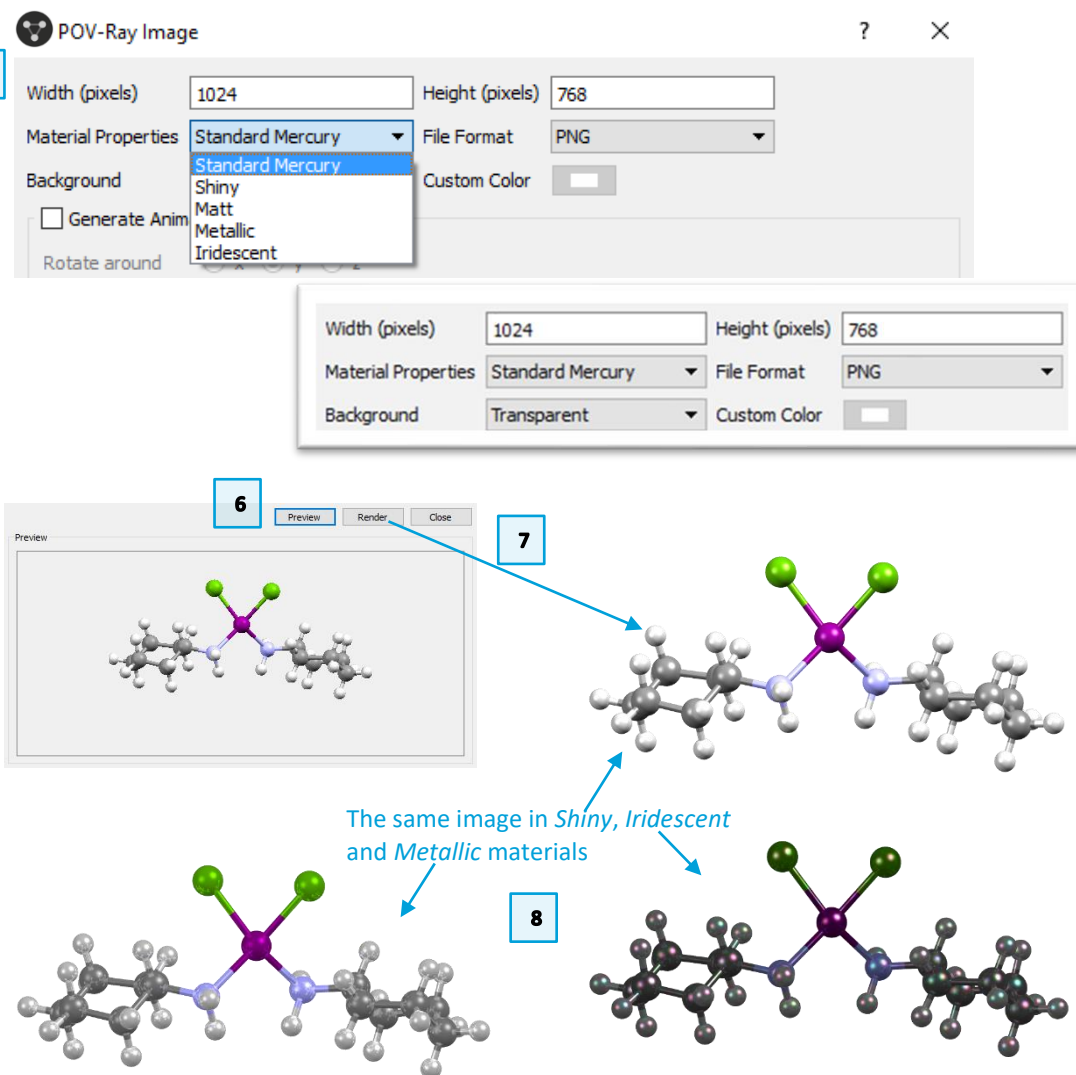 POV-Ray Image ? ×
Width (pixels) 1024 Height (pixels) 768
Material Properties Standard Mercury File Format PNG
Standard Mercury
Background Custom Color
Shiny
Matt
Generate Anim
Metallic
Iridescent
Rotate around
Width (pixels) 1024 Height (pixels) 768
Material Properties Standard Mercury File Format PNG
Background Transparent Custom Color
6
Preview Render Close
7
Preview
The same image in Shiny, Iridescent
and Metallic materials
8